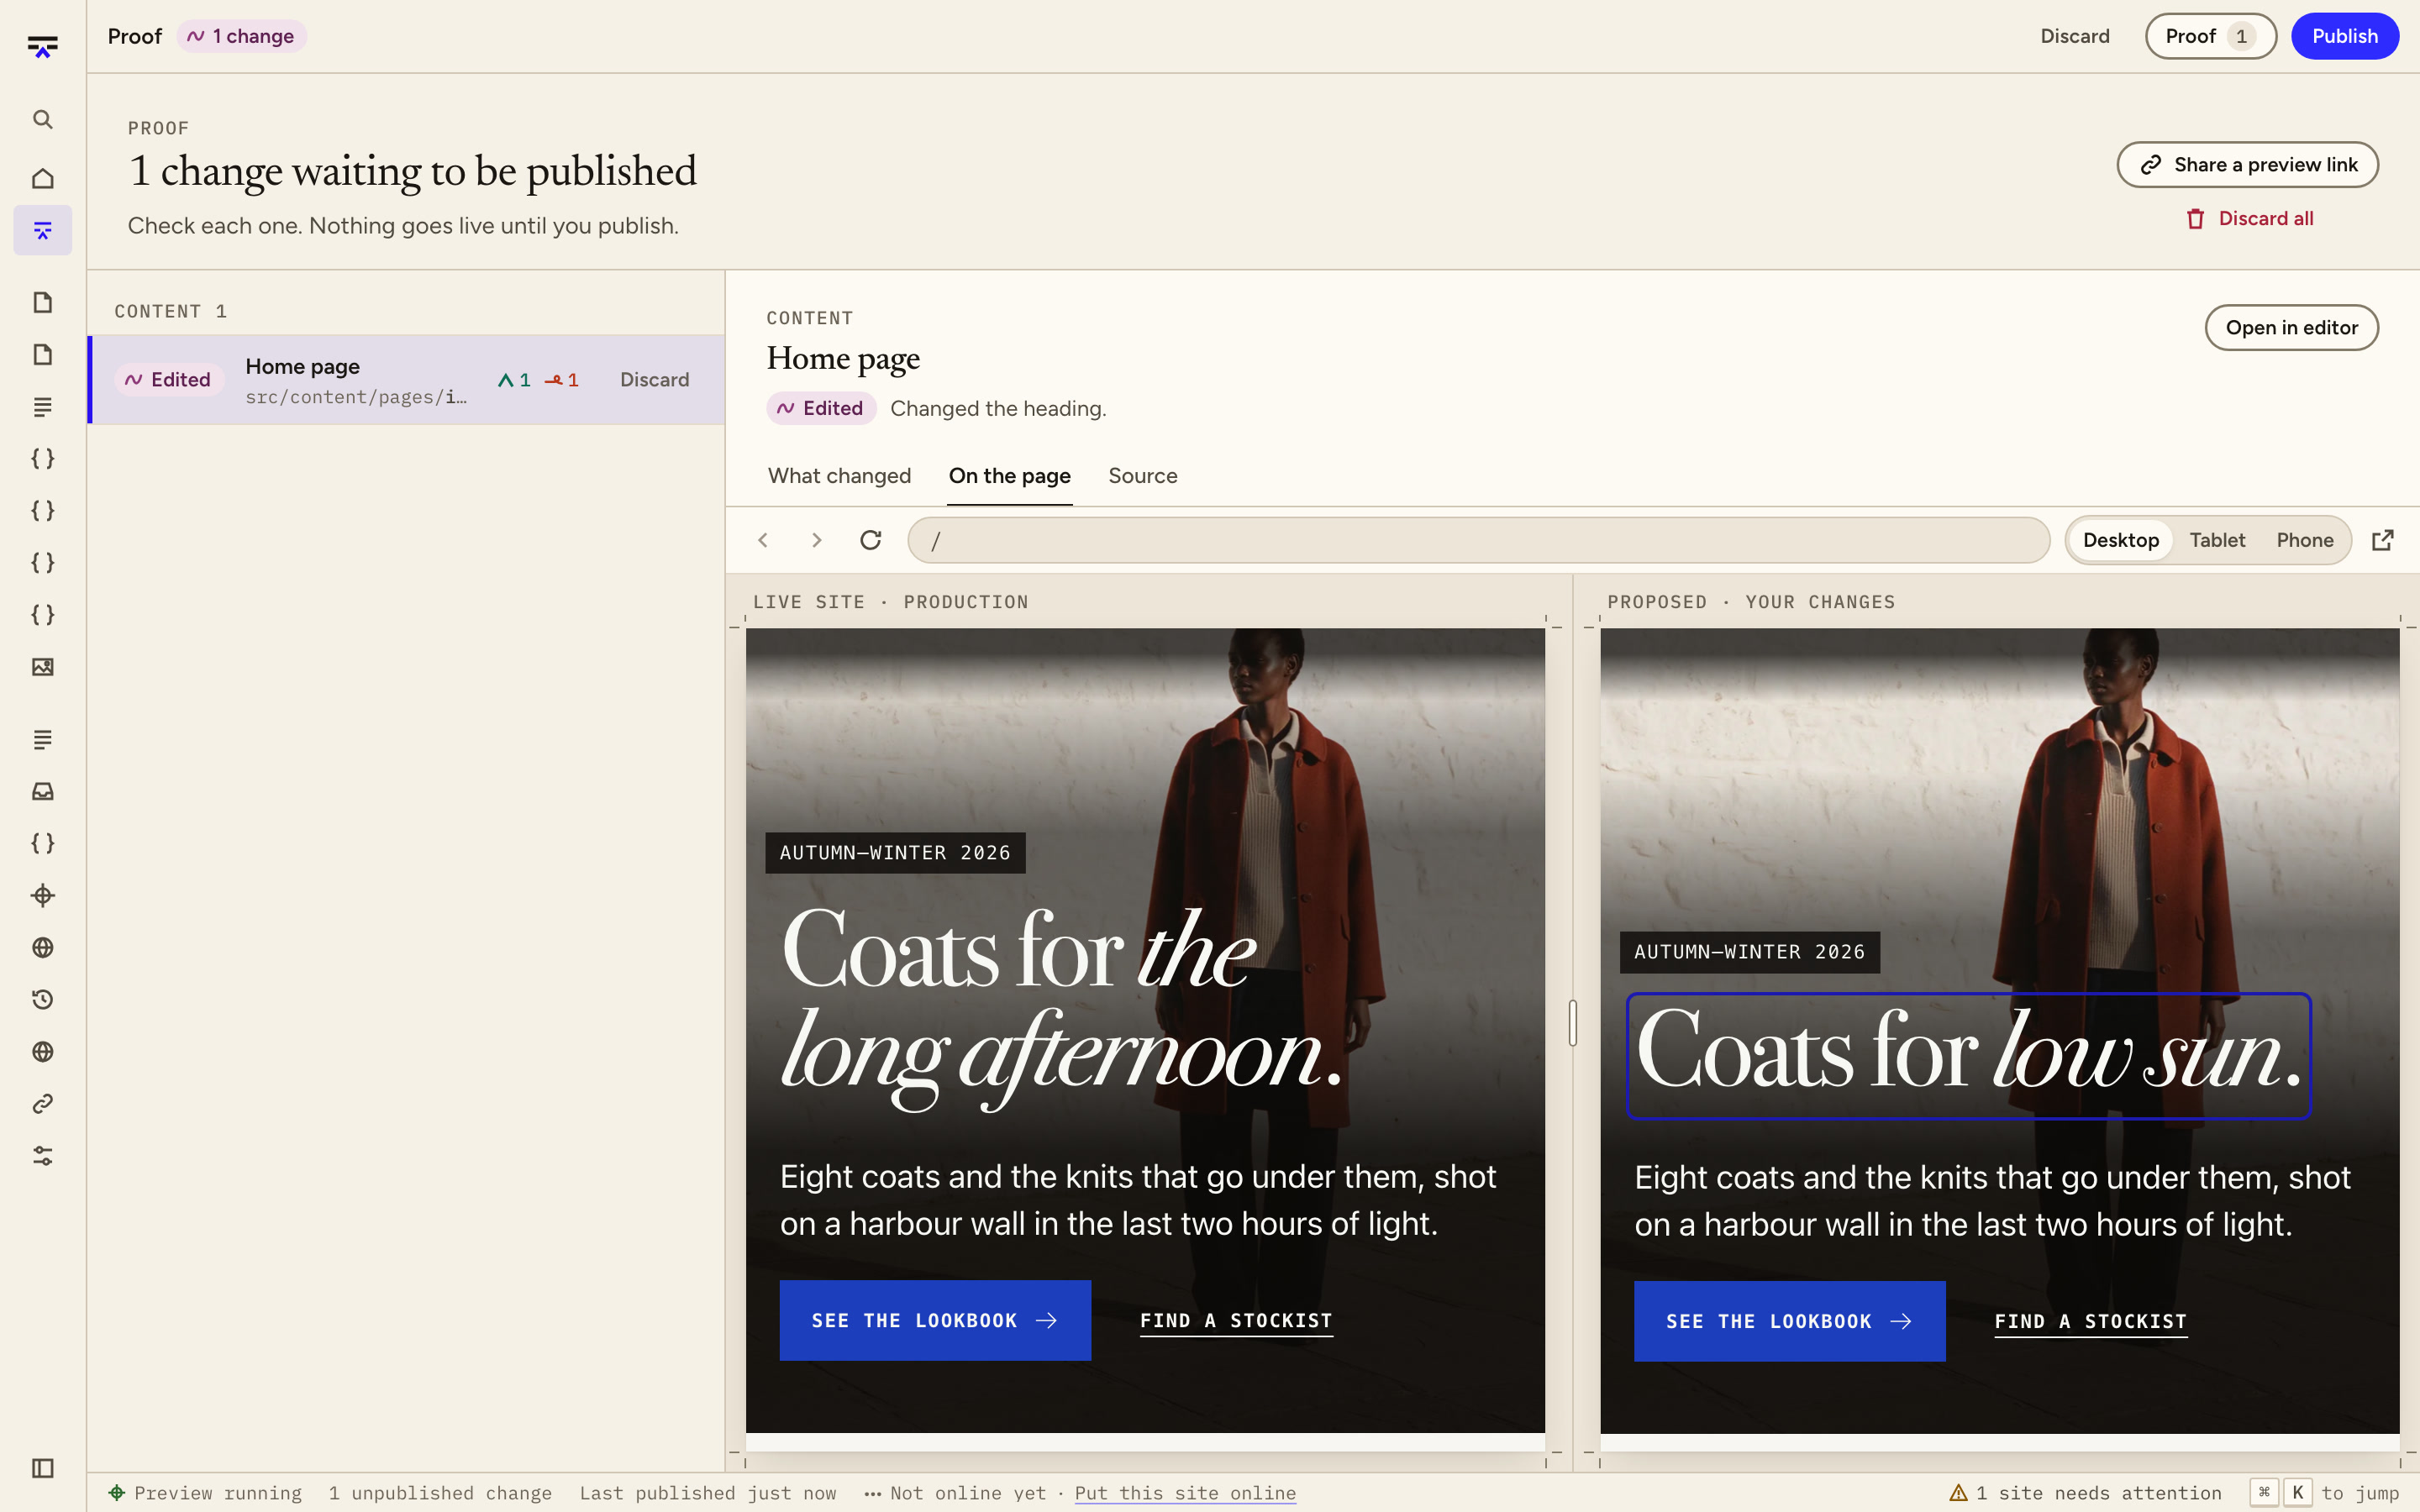 Proof
1 change
Discard
Proof 1
Publish
PROOF
1 change waiting to be published
Check each one. Nothing goes live until you publish.
Share a preview link
Discard all
CONTENT 1
Edited
Home page
src/content/pages/i…
1 1
Discard
CONTENT
Home page
Edited
Changed the heading.
Open in editor
What changed
On the page
Source
/
Desktop
Tablet
Phone
LIVE SITE · PRODUCTION
AUTUMN–WINTER 2026
Coats for the
long afternoon.
Eight coats and the knits that go under them, shot
on a harbour wall in the last two hours of light.
SEE THE LOOKBOOK →
FIND A STOCKIST
PROPOSED · YOUR CHANGES
AUTUMN–WINTER 2026
Coats for low sun.
Eight coats and the knits that go under them, shot
on a harbour wall in the last two hours of light.
SEE THE LOOKBOOK →
FIND A STOCKIST
Preview running
1 unpublished change
Last published just now
Not online yet · Put this site online
1 site needs attention
⌘ K to jump